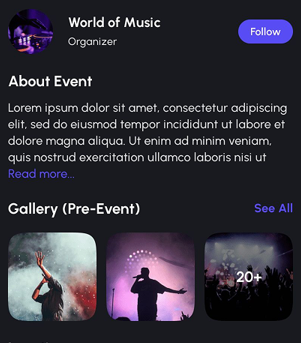 World of Music
Organizer
Follow
About Event
Lorem ipsum dolor sit amet, consectetur adipiscing
elit, sed do eiusmod tempor incididunt ut labore et
dolore magna aliqua. Ut enim ad minim veniam,
quis nostrud exercitation ullamco laboris nisi ut
Read more...
Gallery (Pre-Event)
See All
20+